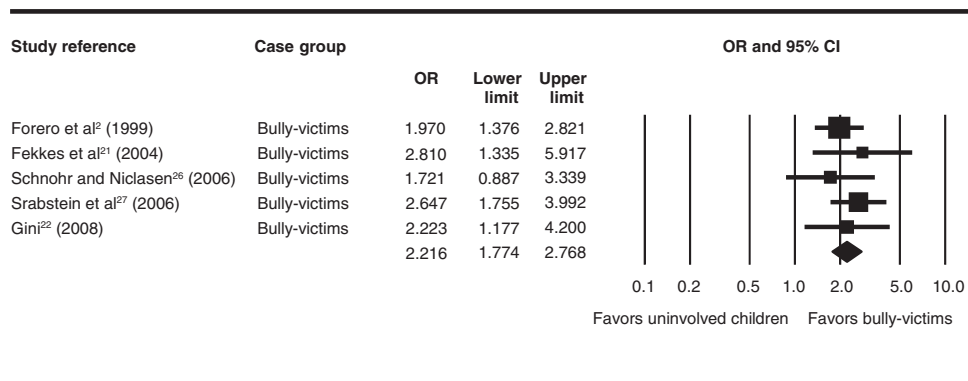 Study reference Case group OR and 95% CI
OR Lower limit Upper limit
Forero et al² (1999) Bully-victims 1.970 1.376 2.821
Fekkes et al²¹ (2004) Bully-victims 2.810 1.335 5.917
Schnohr and Niclasen²⁶ (2006) Bully-victims 1.721 0.887 3.339
Srabstein et al²⁷ (2006) Bully-victims 2.647 1.755 3.992
Gini²² (2008) Bully-victims 2.223 1.177 4.200
2.216 1.774 2.768
0.1 0.2 0.5 1.0 2.0 5.0 10.0
Favors uninvolved children Favors bully-victims